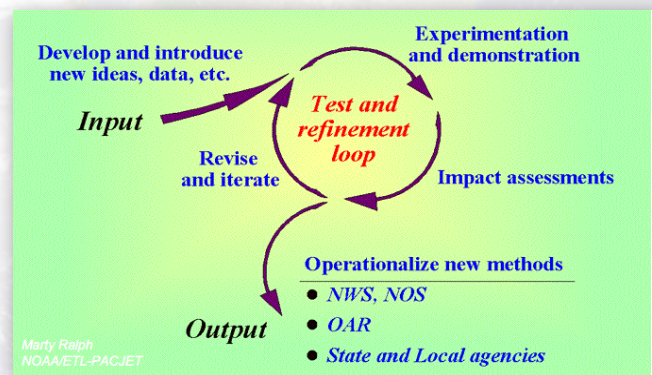 Develop and introduce
new ideas, data, etc.
Input
Experimentation
and demonstration
Test and
refinement
loop
Revise
and iterate
Impact assessments
Operationalize new methods
● NWS, NOS
● OAR
● State and Local agencies
Output
Marty Ralph
NOAA/ETL-PACJET